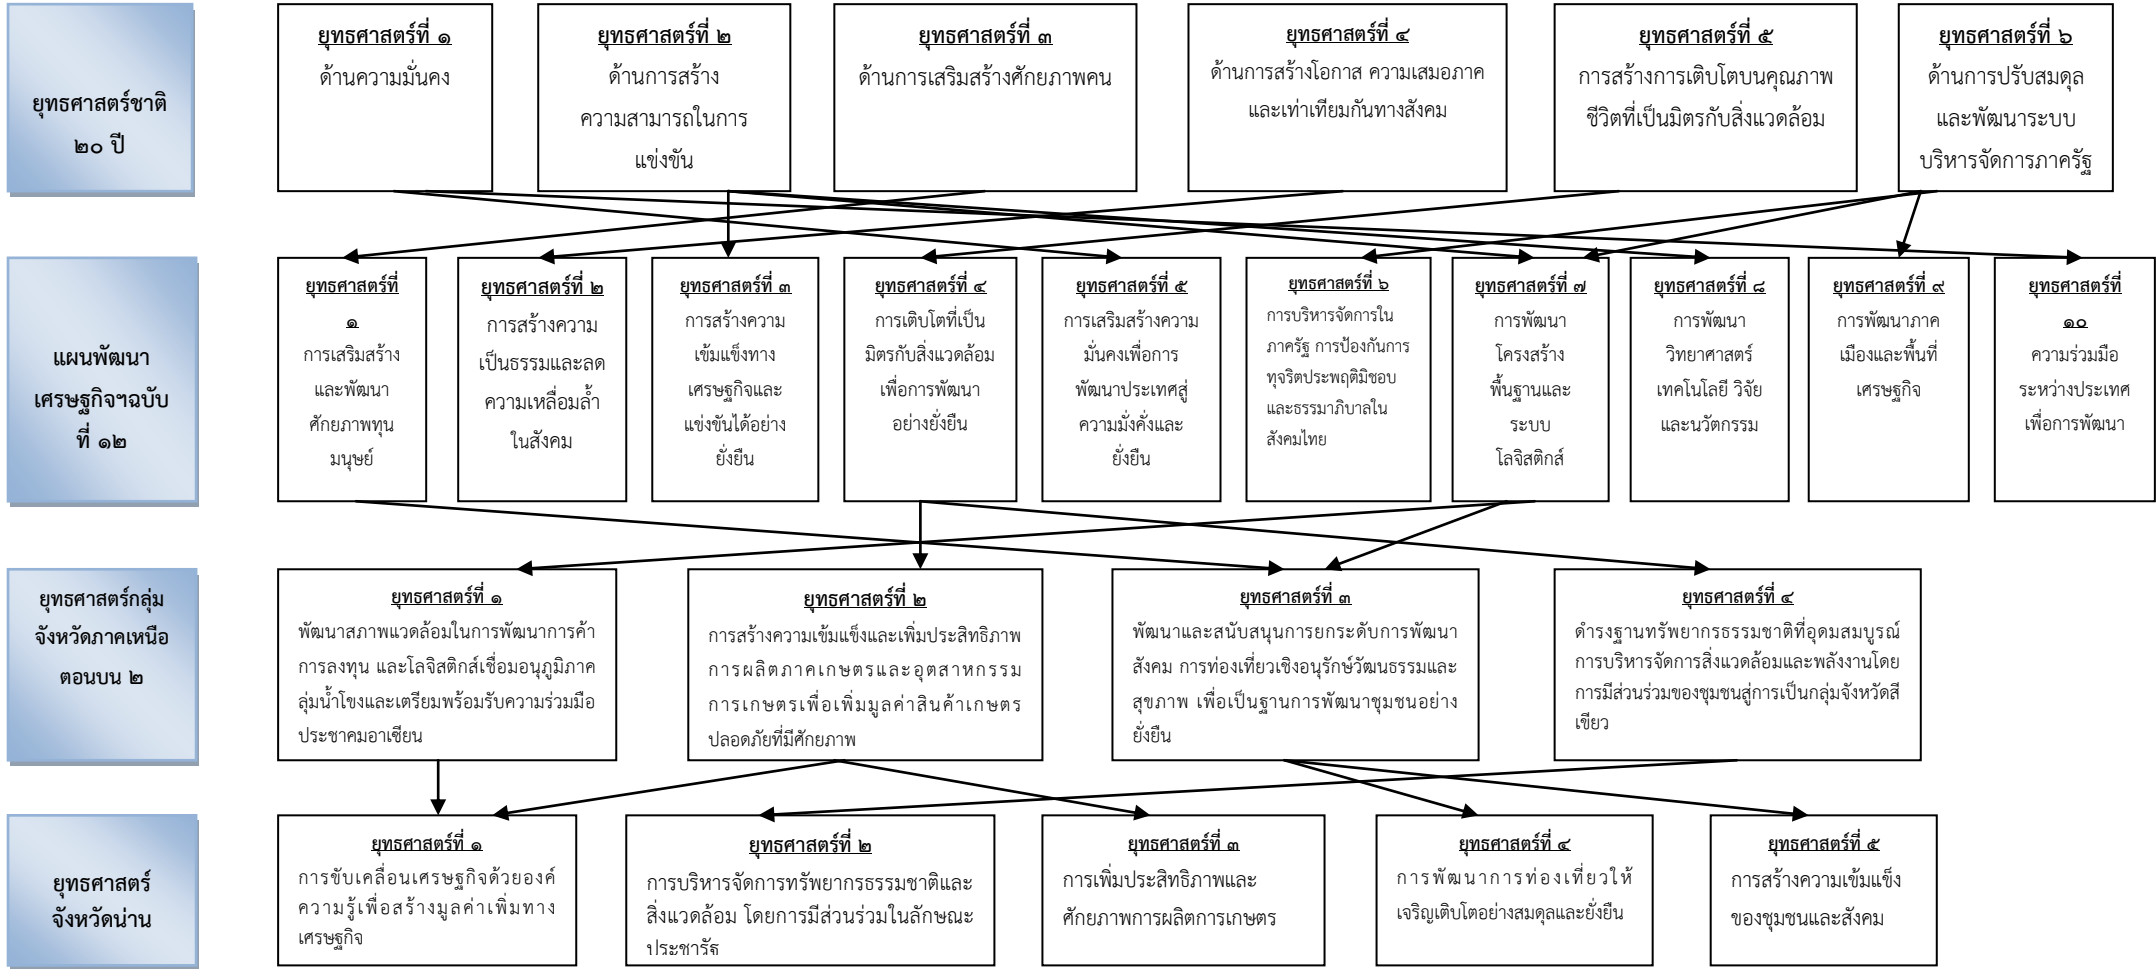 ยุทธศาสตร์ชาติ
๒๐ ปี
ยุทธศาสตร์ที่ ๑
ด้านความมั่นคง
ยุทธศาสตร์ที่ ๒
ด้านการสร้าง
ความสามารถในการ
แข่งขัน
ยุทธศาสตร์ที่ ๓
ด้านการเสริมสร้างศักยภาพคน
ยุทธศาสตร์ที่ ๔
ด้านการสร้างโอกาส ความเสมอภาค
และเท่าเทียมกันทางสังคม
ยุทธศาสตร์ที่ ๕
การสร้างการเติบโตบนคุณภาพ
ชีวิตที่เป็นมิตรกับสิ่งแวดล้อม
ยุทธศาสตร์ที่ ๖
ด้านการปรับสมดุล
และพัฒนาระบบ
บริหารจัดการภาครัฐ
แผนพัฒนา
เศรษฐกิจฯฉบับ
ที่ ๑๒
ยุทธศาสตร์ที่
๑
การเสริมสร้าง
และพัฒนา
ศักยภาพทุน
มนุษย์
ยุทธศาสตร์ที่ ๒
การสร้างความ
เป็นธรรมและลด
ความเหลื่อมล้ำ
ในสังคม
ยุทธศาสตร์ที่ ๓
การสร้างความ
เข้มแข็งทาง
เศรษฐกิจและ
แข่งขันได้อย่าง
ยั่งยืน
ยุทธศาสตร์ที่ ๔
การเติบโตที่เป็น
มิตรกับสิ่งแวดล้อม
เพื่อการพัฒนา
อย่างยั่งยืน
ยุทธศาสตร์ที่ ๕
การเสริมสร้างความ
มั่นคงเพื่อการ
พัฒนาประเทศสู่
ความมั่งคั่งและ
ยั่งยืน
ยุทธศาสตร์ที่ ๖
การบริหารจัดการใน
ภาครัฐ การป้องกันการ
ทุจริตประพฤติมิชอบ
และธรรมาภิบาลใน
สังคมไทย
ยุทธศาสตร์ที่ ๗
การพัฒนา
โครงสร้าง
พื้นฐานและ
ระบบ
โลจิสติกส์
ยุทธศาสตร์ที่ ๘
การพัฒนา
วิทยาศาสตร์
เทคโนโลยี วิจัย
และนวัตกรรม
ยุทธศาสตร์ที่ ๙
การพัฒนาภาค
เมืองและพื้นที่
เศรษฐกิจ
ยุทธศาสตร์ที่
๑๐
ความร่วมมือ
ระหว่างประเทศ
เพื่อการพัฒนา
ยุทธศาสตร์กลุ่ม
จังหวัดภาคเหนือ
ตอนบน ๒
ยุทธศาสตร์ที่ ๑
พัฒนาสภาพแวดล้อมในการพัฒนาการค้า
การลงทุน และโลจิสติกส์เชื่อมอนุภูมิภาค
ลุ่มน้ำโขงและเตรียมพร้อมรับความร่วมมือ
ประชาคมอาเซียน
ยุทธศาสตร์ที่ ๒
การสร้างความเข้มแข็งและเพิ่มประสิทธิภาพ
การผลิตภาคเกษตรและอุตสาหกรรม
การเกษตรเพื่อเพิ่มมูลค่าสินค้าเกษตร
ปลอดภัยที่มีศักยภาพ
ยุทธศาสตร์ที่ ๓
พัฒนาและสนับสนุนการยกระดับการพัฒนา
สังคม การท่องเที่ยวเชิงอนุรักษ์วัฒนธรรมและ
สุขภาพ เพื่อเป็นฐานการพัฒนาชุมชนอย่าง
ยั่งยืน
ยุทธศาสตร์ที่ ๔
ดำรงฐานทรัพยากรธรรมชาติที่อุดมสมบูรณ์
การบริหารจัดการสิ่งแวดล้อมและพลังงานโดย
การมีส่วนร่วมของชุมชนสู่การเป็นกลุ่มจังหวัดสี
เขียว
ยุทธศาสตร์
จังหวัดน่าน
ยุทธศาสตร์ที่ ๑
การขับเคลื่อนเศรษฐกิจด้วยองค์
ความรู้เพื่อสร้างมูลค่าเพิ่มทาง
เศรษฐกิจ
ยุทธศาสตร์ที่ ๒
การบริหารจัดการทรัพยากรธรรมชาติและ
สิ่งแวดล้อม โดยการมีส่วนร่วมในลักษณะ
ประชารัฐ
ยุทธศาสตร์ที่ ๓
การเพิ่มประสิทธิภาพและ
ศักยภาพการผลิตการเกษตร
ยุทธศาสตร์ที่ ๔
การพัฒนาการท่องเที่ยวให้
เจริญเติบโตอย่างสมดุลและยั่งยืน
ยุทธศาสตร์ที่ ๕
การสร้างความเข้มแข็ง
ของชุมชนและสังคม